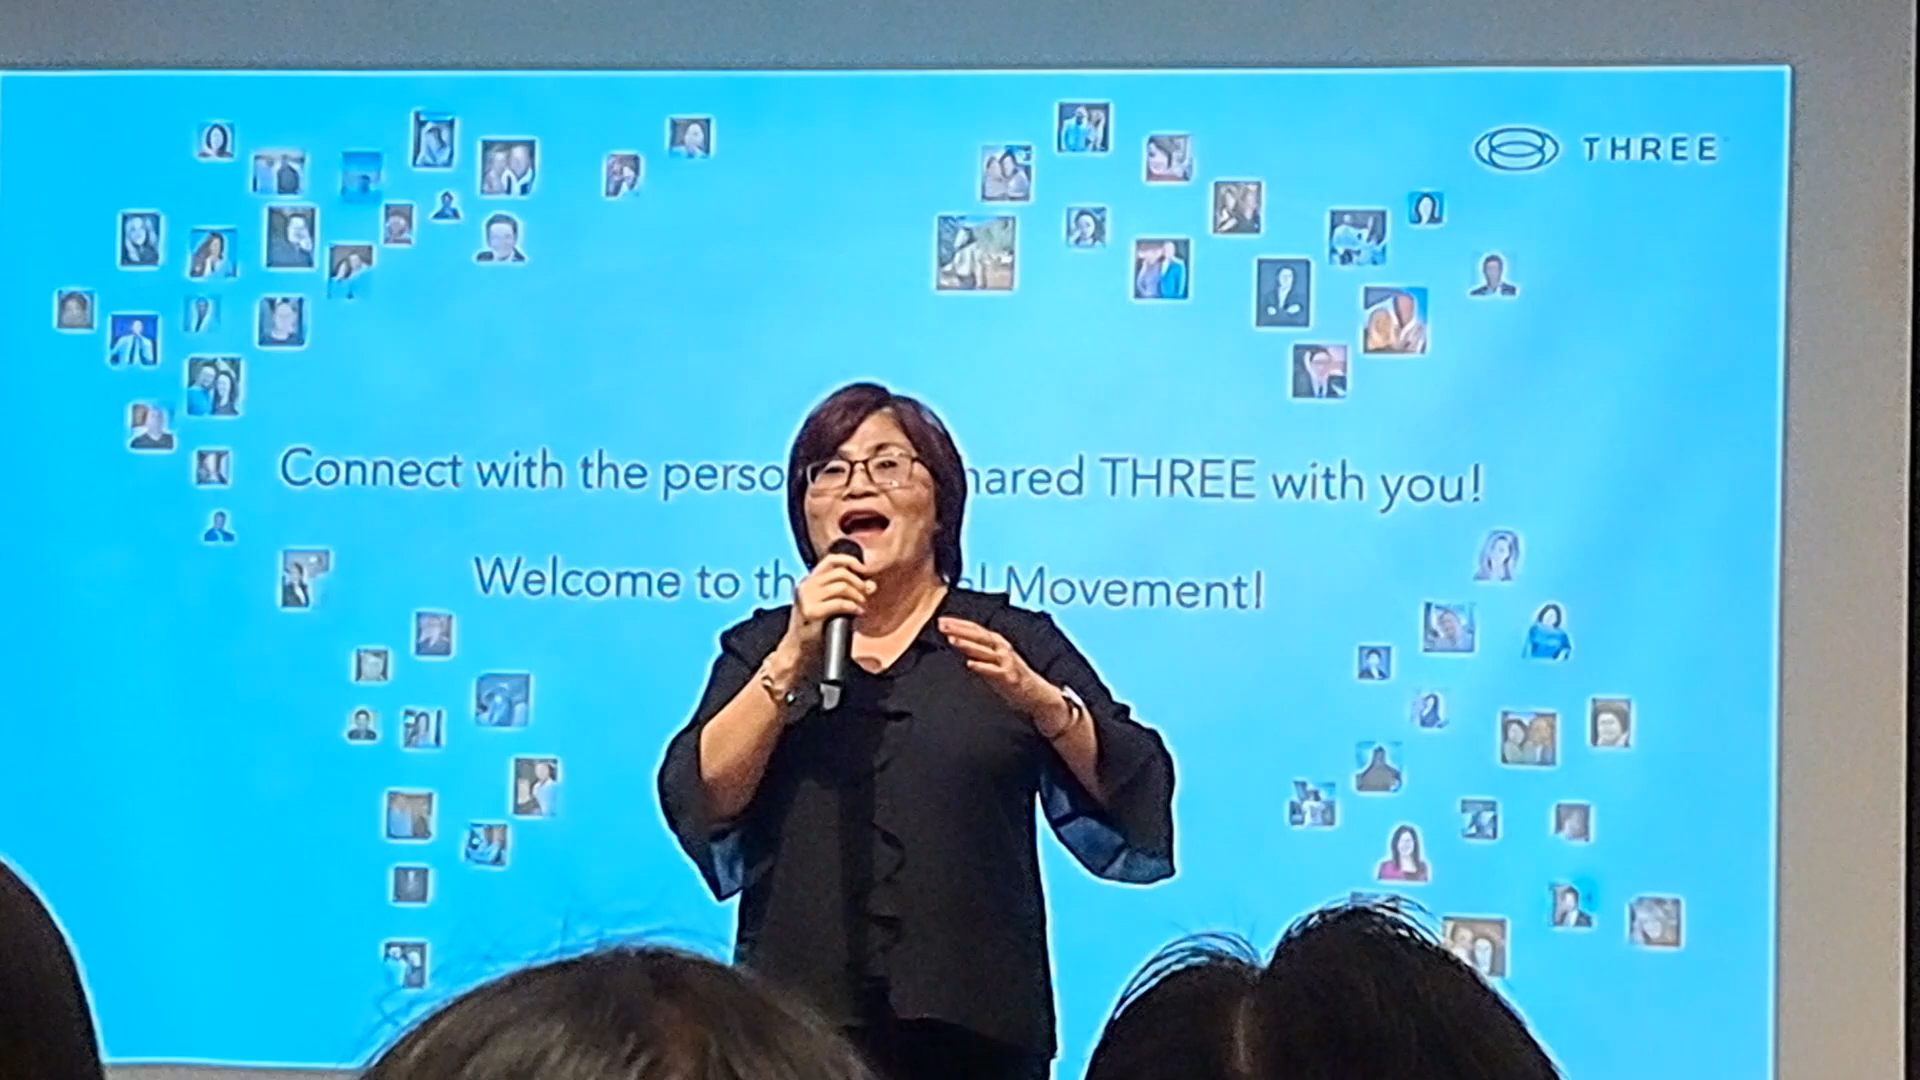 THREE
Connect with the perso hared THREE with you!
Welcome to th l Movement!